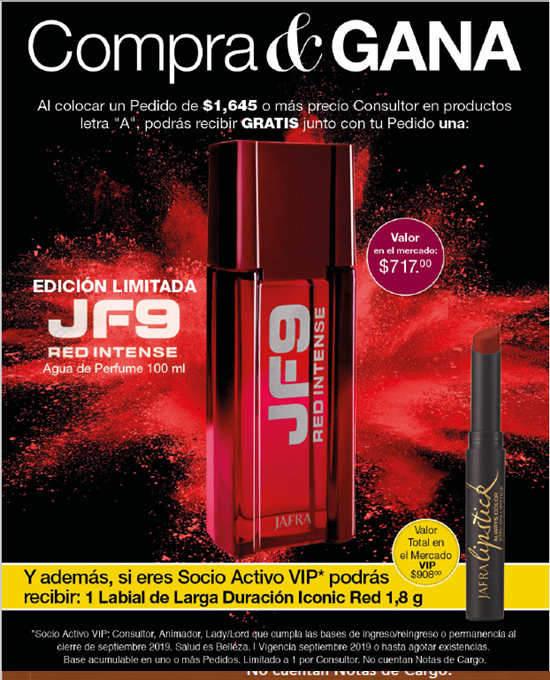 Compra & GANA
Al colocar un Pedido de $1,645 o más precio Consultor en productos
letra "A", podrás recibir GRATIS junto con tu Pedido una:
Valor
en el mercado:
$717.00
EDICIÓN LIMITADA
JF9
RED INTENSE
Agua de Perfume 100 ml
JF9
RED INTENSE
JAFRA
JAFRA lipstick
ALWAYS COLOR
Valor
Total en
el Mercado
VIP
$908.00
Y además, si eres Socio Activo VIP* podrás
recibir: 1 Labial de Larga Duración Iconic Red 1,8 g
*Socio Activo VIP: Consultor, Animador, Lady/Lord que cumpla las bases de ingreso/reingreso o permanencia al
cierre de septiembre 2019. Salud es Belleza. I Vigencia septiembre 2019 o hasta agotar existencias.
Base acumulable en uno o más Pedidos. Limitado a 1 por Consultor. No cuentan Notas de Cargo.
No cuentan Notas de Cargo.